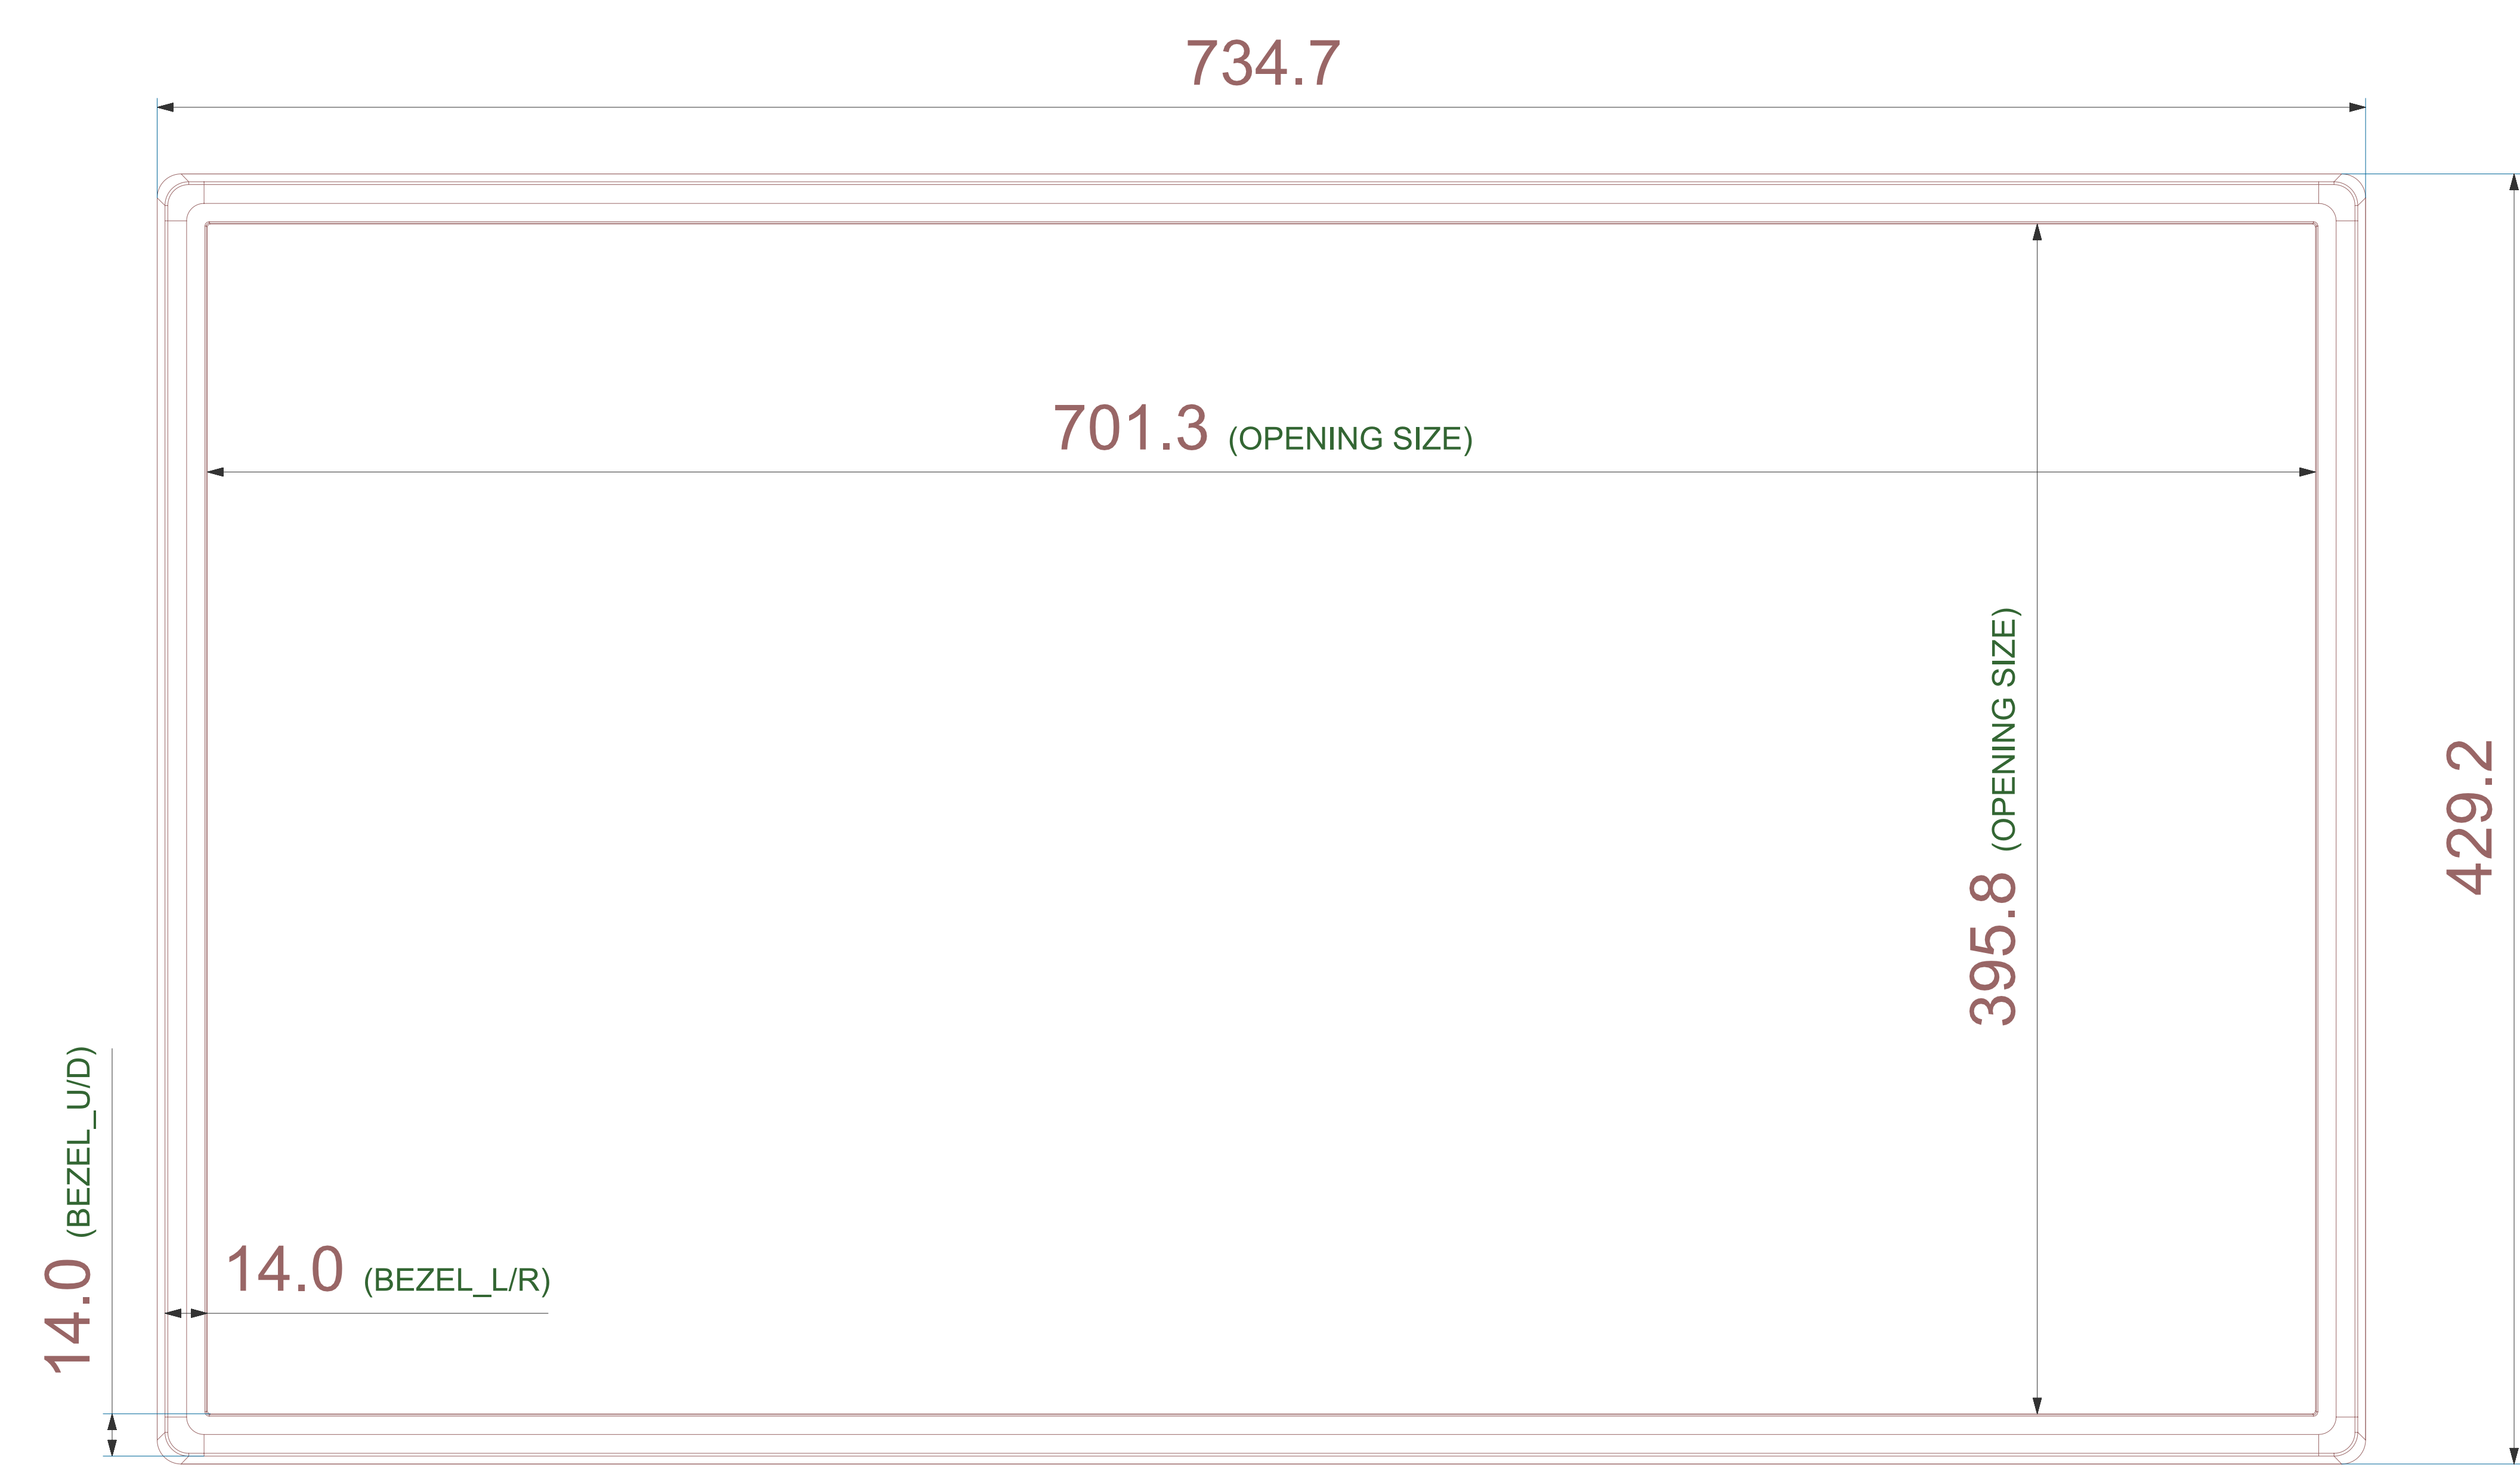 734.7
701.3 (OPENING SIZE)
395.8 (OPENING SIZE)
429.2
14.0 (BEZEL_U/D)
14.0 (BEZEL_L/R)